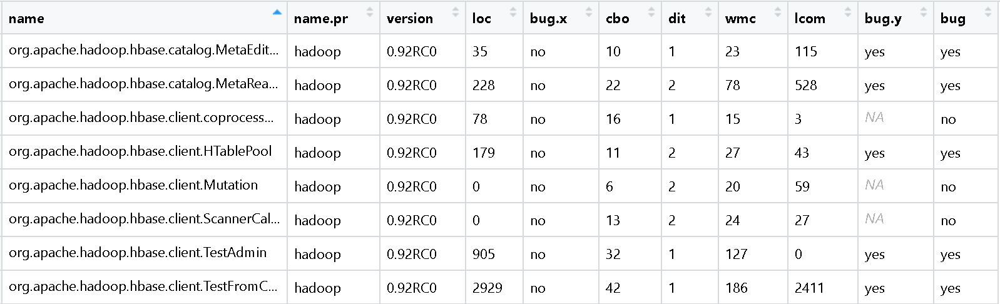 name name.pr version loc bug.x cbo dit wmc lcom bug.y bug
org.apache.hadoop.hbase.catalog.MetaEdit... hadoop 0.92RC0 35 no 10 1 23 115 yes yes
org.apache.hadoop.hbase.catalog.MetaRea... hadoop 0.92RC0 228 no 22 2 78 528 yes yes
org.apache.hadoop.hbase.client.coprocess... hadoop 0.92RC0 78 no 16 1 15 3 NA no
org.apache.hadoop.hbase.client.HTablePool hadoop 0.92RC0 179 no 11 2 27 43 yes yes
org.apache.hadoop.hbase.client.Mutation hadoop 0.92RC0 0 no 6 2 20 59 NA no
org.apache.hadoop.hbase.client.ScannerCal... hadoop 0.92RC0 0 no 13 2 24 27 NA no
org.apache.hadoop.hbase.client.TestAdmin hadoop 0.92RC0 905 no 32 1 127 0 yes yes
org.apache.hadoop.hbase.client.TestFromC... hadoop 0.92RC0 2929 no 42 1 186 2411 yes yes